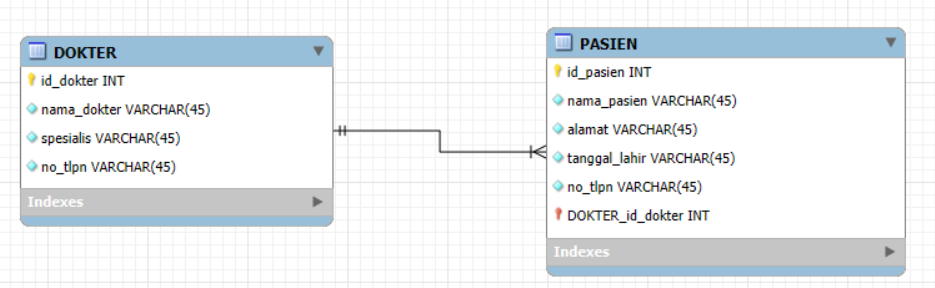 DOKTER
id_dokter INT
nama_dokter VARCHAR(45)
spesialis VARCHAR(45)
no_tlpn VARCHAR(45)
Indexes
PASIEN
id_pasien INT
nama_pasien VARCHAR(45)
alamat VARCHAR(45)
tanggal_lahir VARCHAR(45)
no_tlpn VARCHAR(45)
DOKTER_id_dokter INT
Indexes